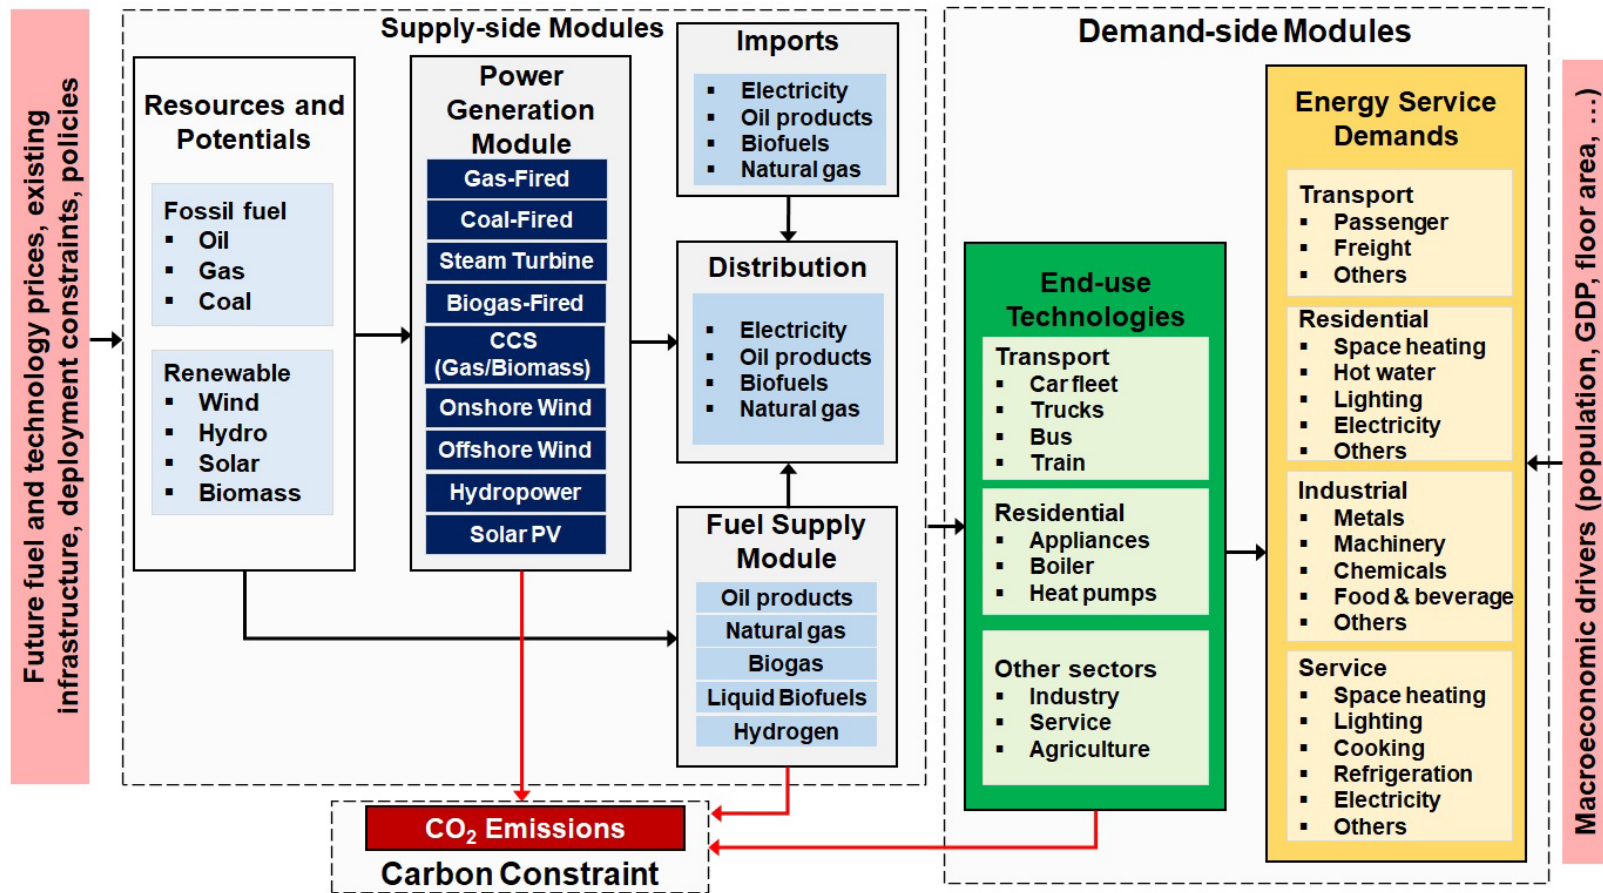 Future fuel and technology prices, existing
infrastructure, deployment constraints, policies
Supply-side Modules
Resources and
Potentials
Fossil fuel
▪ Oil
▪ Gas
▪ Coal
Renewable
▪ Wind
▪ Hydro
▪ Solar
▪ Biomass
Power
Generation
Module
Gas-Fired
Coal-Fired
Steam Turbine
Biogas-Fired
CCS
(Gas/Biomass)
Onshore Wind
Offshore Wind
Hydropower
Solar PV
Imports
▪ Electricity
▪ Oil products
▪ Biofuels
▪ Natural gas
Distribution
▪ Electricity
▪ Oil products
▪ Biofuels
▪ Natural gas
Fuel Supply
Module
Oil products
Natural gas
Biogas
Liquid Biofuels
Hydrogen
CO₂ Emissions
Carbon Constraint
Demand-side Modules
End-use
Technologies
Transport
▪ Car fleet
▪ Trucks
▪ Bus
▪ Train
Residential
▪ Appliances
▪ Boiler
▪ Heat pumps
Other sectors
▪ Industry
▪ Service
▪ Agriculture
Energy Service
Demands
Transport
▪ Passenger
▪ Freight
▪ Others
Residential
▪ Space heating
▪ Hot water
▪ Lighting
▪ Electricity
▪ Others
Industrial
▪ Metals
▪ Machinery
▪ Chemicals
▪ Food & beverage
▪ Others
Service
▪ Space heating
▪ Lighting
▪ Cooking
▪ Refrigeration
▪ Electricity
▪ Others
Macroeconomic drivers (population, GDP, floor area, ...)